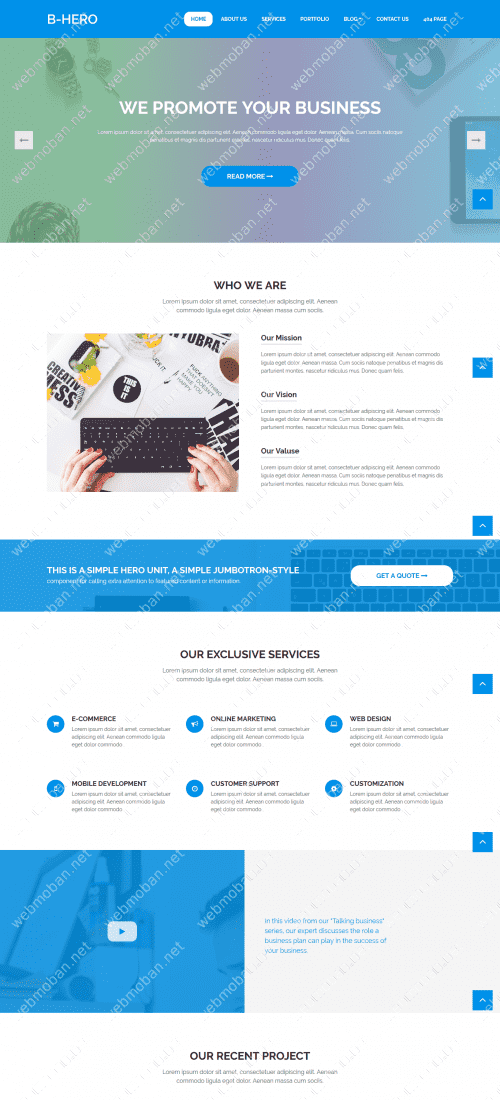 B-HERO
HOME ABOUT US SERVICES PORTFOLIO BLOG CONTACT US 404 PAGE
WE PROMOTE YOUR BUSINESS
Lorem ipsum dolor sit amet, consectetuer adipiscing elit. Aenean commodo ligula eget dolor. Aenean massa. Cum sociis natoque
penatibus et magnis dis parturient montes, nascetur ridiculus mus. Donec quam felis.
READ MORE
WHO WE ARE
Lorem ipsum dolor sit amet, consectetuer adipiscing elit. Aenean
commodo ligula eget dolor. Aenean massa cum sociis.
Our Mission
Lorem ipsum dolor sit amet, consectetuer adipiscing elit. Aenean commodo ligula
eget dolor. Aenean massa. Cum sociis natoque penatibus et magnis dis
parturient montes, nascetur ridiculus mus. Donec quam felis.
Our Vision
Lorem ipsum dolor sit amet, consectetuer adipiscing elit. Aenean commodo ligula
eget dolor. Aenean massa. Cum sociis natoque penatibus et magnis dis
parturient montes, nascetur ridiculus mus. Donec quam felis.
Our Valuse
Lorem ipsum dolor sit amet, consectetuer adipiscing elit. Aenean commodo ligula
eget dolor. Aenean massa. Cum sociis natoque penatibus et magnis dis
parturient montes, nascetur ridiculus mus. Donec quam felis.
THIS IS IT
THIS IS A SIMPLE HERO UNIT, A SIMPLE JUMBOTRON-STYLE
component for calling extra attention to featured content or information.
GET A QUOTE
OUR EXCLUSIVE SERVICES
Lorem ipsum dolor sit amet, consectetuer adipiscing elit. Aenean
commodo ligula eget dolor. Aenean massa cum sociis.
E-COMMERCE
Lorem ipsum dolor sit amet, consectetuer
adipiscing elit. Aenean commodo ligula
eget dolor commodo
ONLINE MARKETING
Lorem ipsum dolor sit amet, consectetuer
adipiscing elit. Aenean commodo ligula
eget dolor commodo
WEB DESIGN
Lorem ipsum dolor sit amet, consectetuer
adipiscing elit. Aenean commodo ligula
eget dolor commodo
MOBILE DEVELOPMENT
Lorem ipsum dolor sit amet, consectetuer
adipiscing elit. Aenean commodo ligula
eget dolor commodo
CUSTOMER SUPPORT
Lorem ipsum dolor sit amet, consectetuer
adipiscing elit. Aenean commodo ligula
eget dolor commodo
CUSTOMIZATION
Lorem ipsum dolor sit amet, consectetuer
adipiscing elit. Aenean commodo ligula
eget dolor commodo
In this video from our "Talking business"
series, our expert discusses the role a
business plan can play in the success of
your business.
OUR RECENT PROJECT
Lorem ipsum dolor sit amet, consectetuer adipiscing elit. Aenean
commodo ligula eget dolor. Aenean massa cum sociis.
webmoban.net